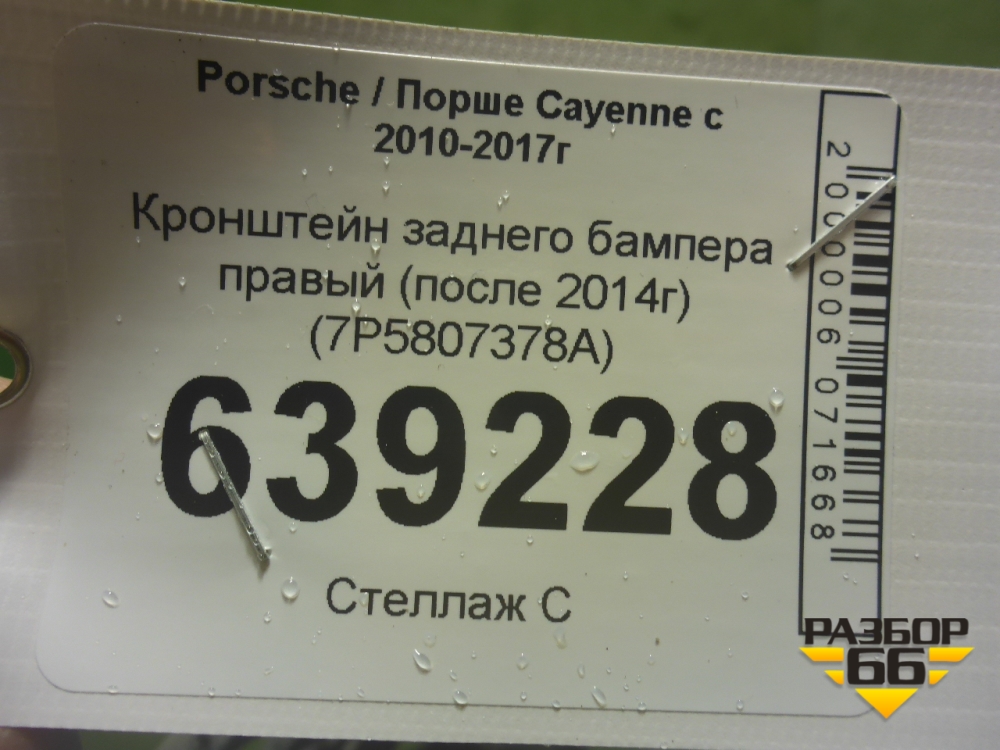 Porsche / Порше Cayenne с
2010-2017г
Кронштейн заднего бампера
правый (после 2014г)
(7P5807378A)
639228
Стеллаж С
2000006071668
РАЗБОР
66